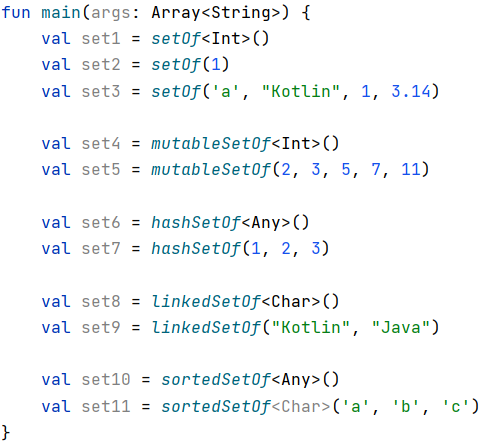 fun main(args: Array<String>) {
    val set1 = setOf<Int>()
    val set2 = setOf(1)
    val set3 = setOf('a', "Kotlin", 1, 3.14)

    val set4 = mutableSetOf<Int>()
    val set5 = mutableSetOf(2, 3, 5, 7, 11)

    val set6 = hashSetOf<Any>()
    val set7 = hashSetOf(1, 2, 3)

    val set8 = linkedSetOf<Char>()
    val set9 = linkedSetOf("Kotlin", "Java")

    val set10 = sortedSetOf<Any>()
    val set11 = sortedSetOf<Char>('a', 'b', 'c')
}